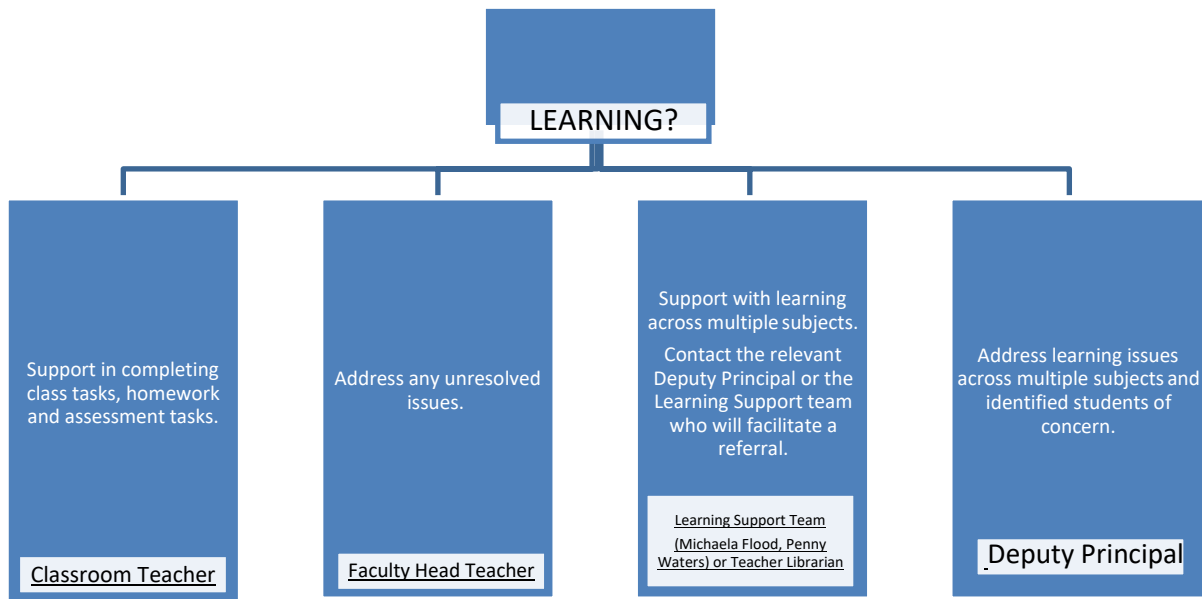 LEARNING?
Support in completing
class tasks, homework
and assessment tasks.
Classroom Teacher
Address any unresolved
issues.
Faculty Head Teacher
Support with learning
across multiple subjects.
Contact the relevant
Deputy Principal or the
Learning Support team
who will facilitate a
referral.
Learning Support Team
(Michaela Flood, Penny
Waters) or Teacher Librarian
Address learning issues
across multiple subjects and
identified students of
concern.
Deputy Principal